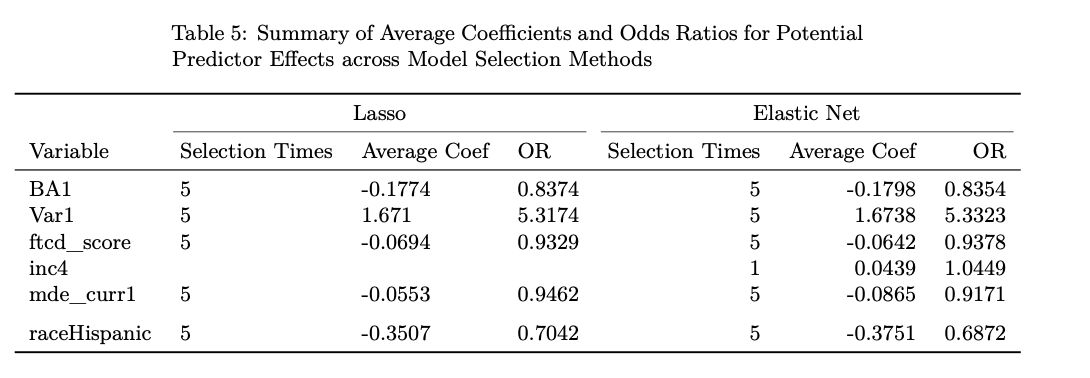 Table 5: Summary of Average Coefficients and Odds Ratios for Potential
Predictor Effects across Model Selection Methods
Lasso Elastic Net
Variable Selection Times Average Coef OR Selection Times Average Coef OR
BA1 5 -0.1774 0.8374 5 -0.1798 0.8354
Var1 5 1.671 5.3174 5 1.6738 5.3323
ftcd_score 5 -0.0694 0.9329 5 -0.0642 0.9378
inc4 1 0.0439 1.0449
mde_curr1 5 -0.0553 0.9462 5 -0.0865 0.9171
raceHispanic 5 -0.3507 0.7042 5 -0.3751 0.6872